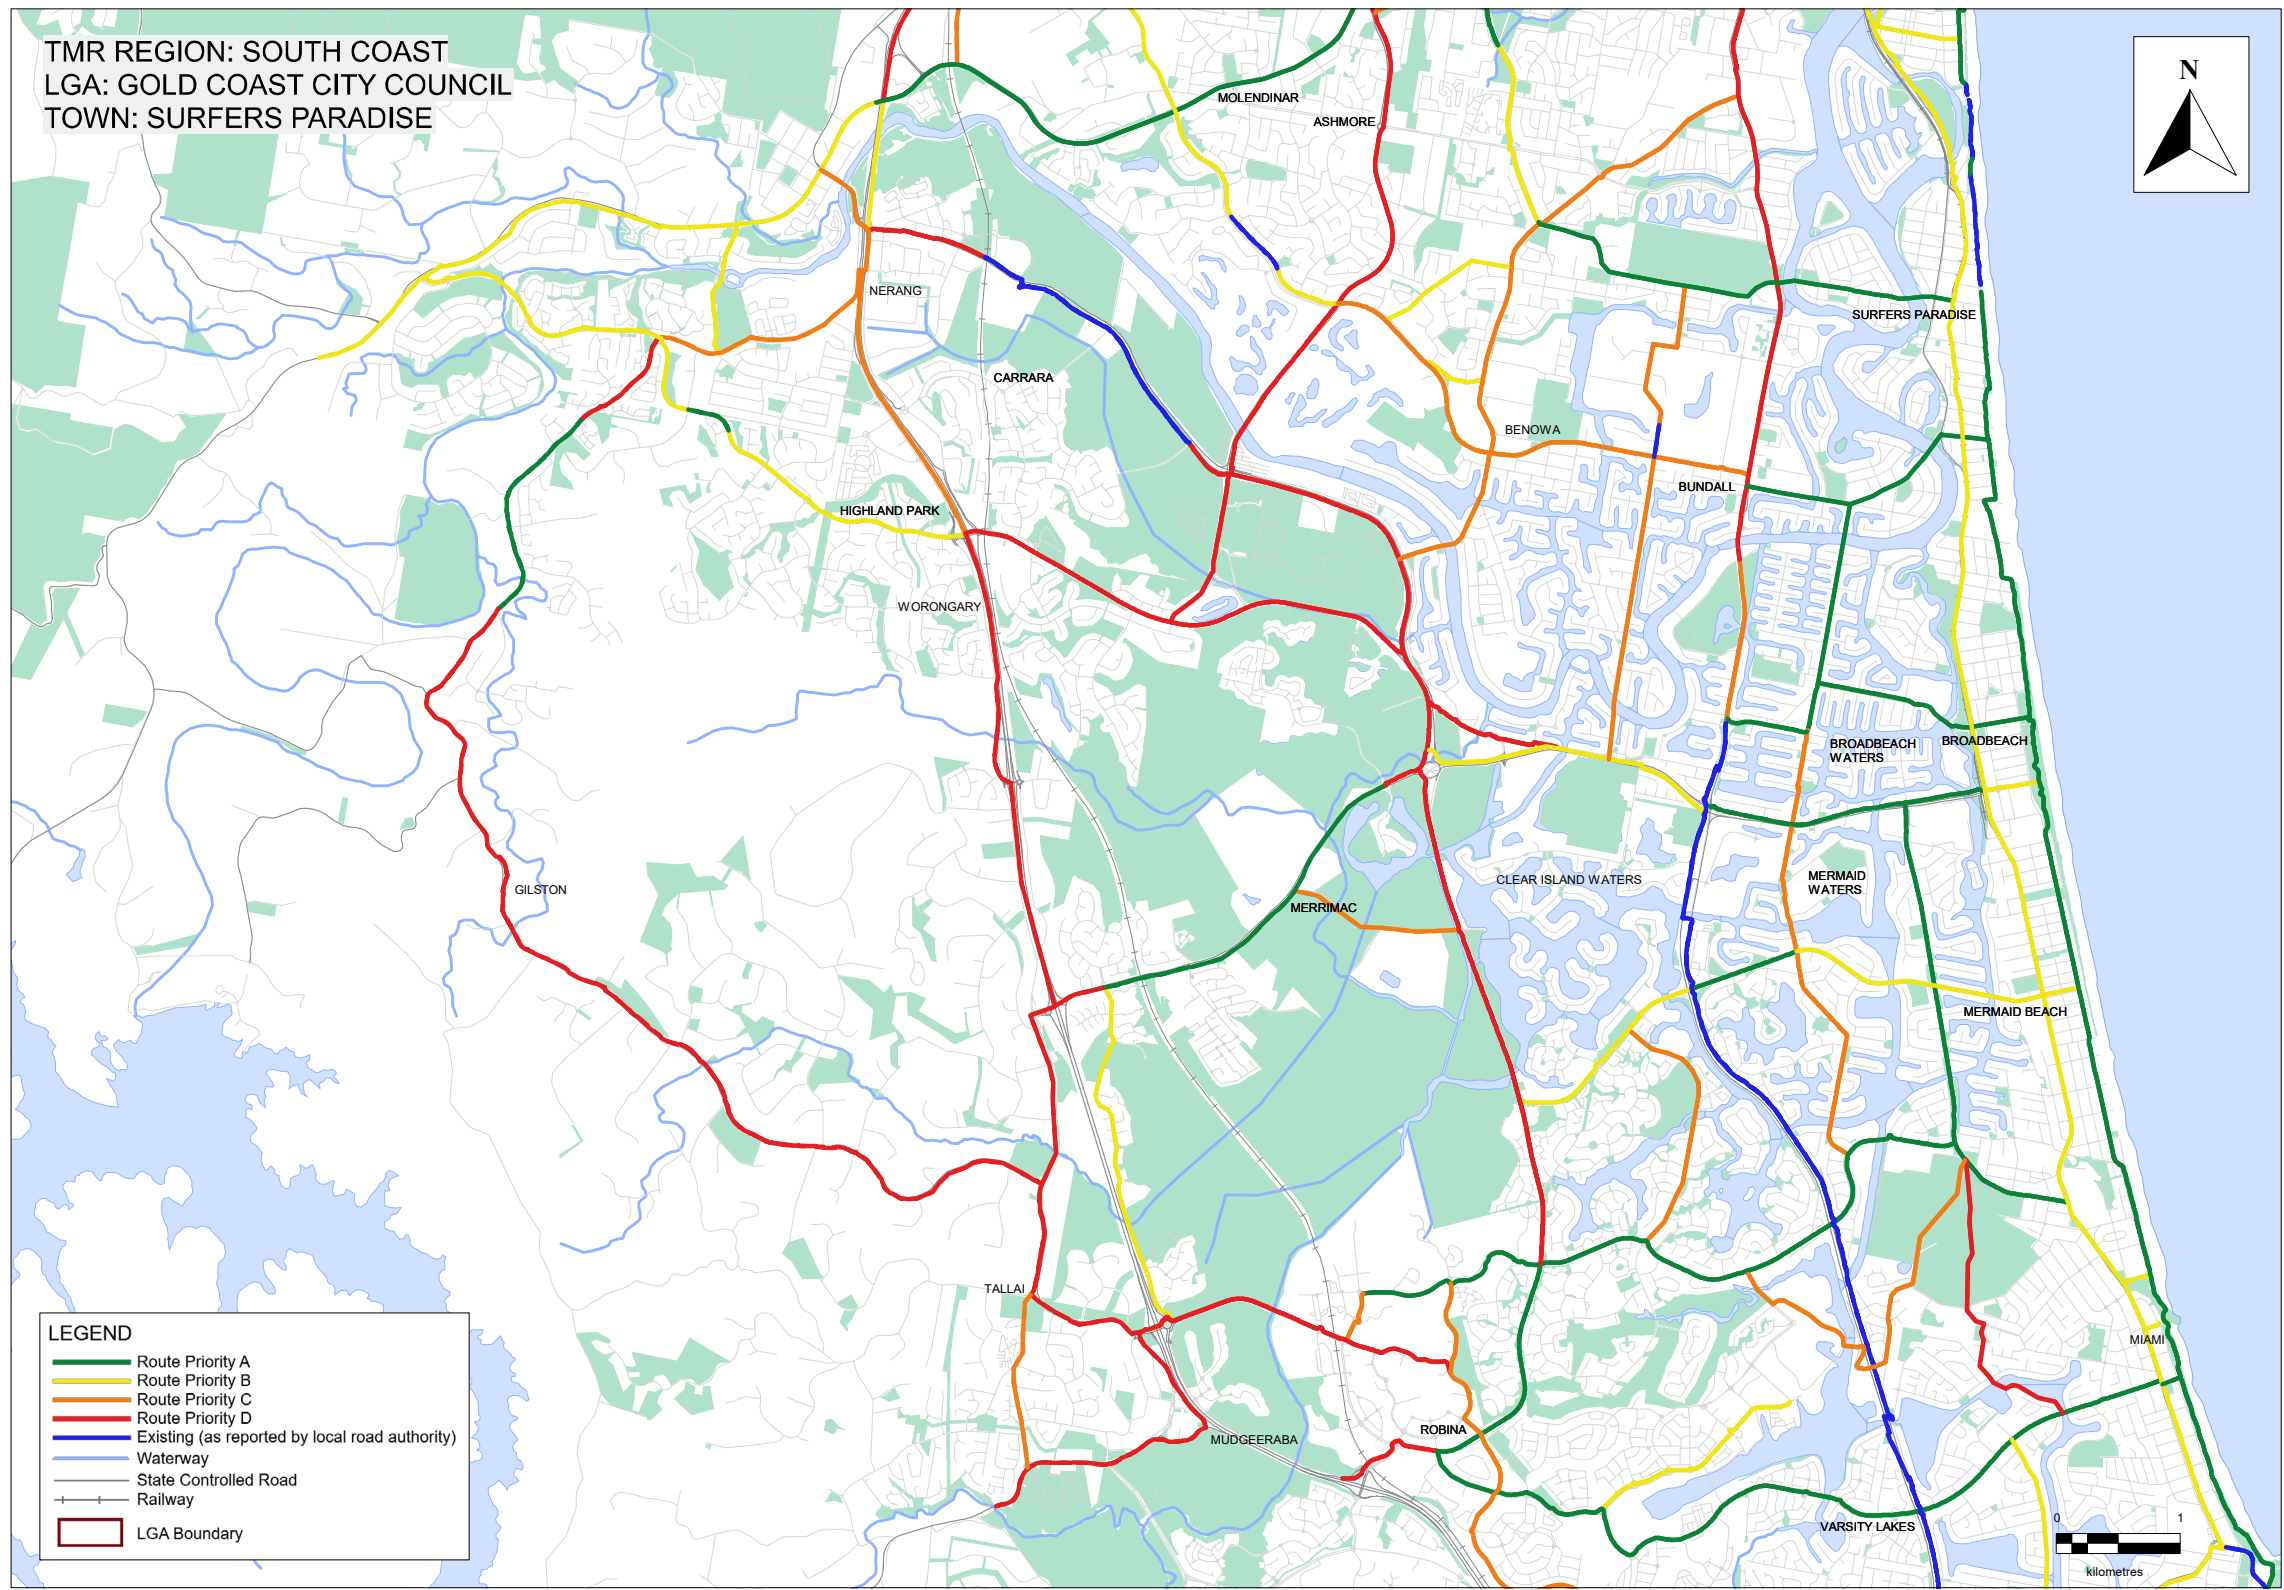 TMR REGION: SOUTH COAST
LGA: GOLD COAST CITY COUNCIL
TOWN: SURFERS PARADISE
N
MOLENDINAR
ASHMORE
NERANG
SURFERS PARADISE
CARRARA
BENOWA
BUNDALL
HIGHLAND PARK
WORONGARY
BROADBEACH
WATERS
BROADBEACH
CLEAR ISLAND WATERS
MERMAID
WATERS
GILSTON
MERRIMAC
MERMAID BEACH
TALLAI
MIAMI
ROBINA
MUDGEERABA
VARSITY LAKES
0 1
kilometres
LEGEND
Route Priority A
Route Priority B
Route Priority C
Route Priority D
Existing (as reported by local road authority)
Waterway
State Controlled Road
Railway
LGA Boundary